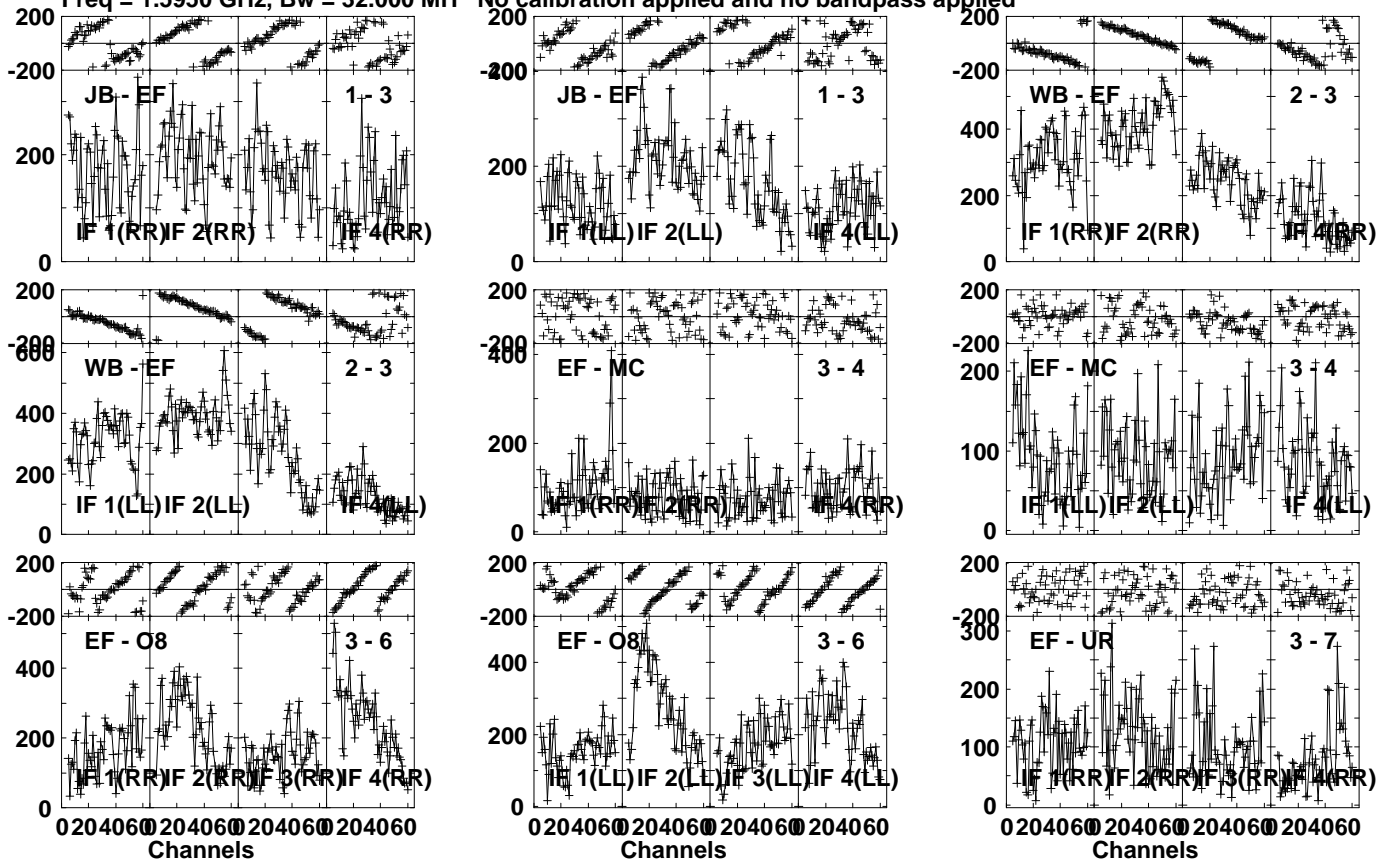 Freq = 1.5950 GHz, Bw = 32.000 MH No calibration applied and no bandpass applied
200
-200
JB - EF 1 - 3
200
0
IF 1(RR) IF 2(RR) IF 4(RR)
200
-200
400
JB - EF 1 - 3
200
0
IF 1(LL) IF 2(LL) IF 4(LL)
200
-200
WB - EF 2 - 3
400
200
0
IF 1(RR) IF 2(RR) IF 4(RR)
200
-200
600
WB - EF 2 - 3
400
200
0
IF 1(LL) IF 2(LL) IF 4(LL)
200
-200
400
EF - MC 3 - 4
200
0
IF 1(RR) IF 2(RR) IF 4(RR)
200
-200
EF - MC 3 - 4
200
100
0
IF 1(LL) IF 2(LL) IF 4(LL)
200
-200
EF - O8 3 - 6
400
200
0
IF 1(RR) IF 2(RR) IF 3(RR) IF 4(RR)
0 20 40 60 0 20 40 60 0 20 40 60 0 20 40 60
Channels
200
-200
EF - O8 3 - 6
400
200
0
IF 1(LL) IF 2(LL) IF 3(LL) IF 4(LL)
0 20 40 60 0 20 40 60 0 20 40 60 0 20 40 60
Channels
200
-200
300
EF - UR 3 - 7
200
100
0
IF 1(RR) IF 2(RR) IF 3(RR) IF 4(RR)
0 20 40 60 0 20 40 60 0 20 40 60 0 20 40 60
Channels